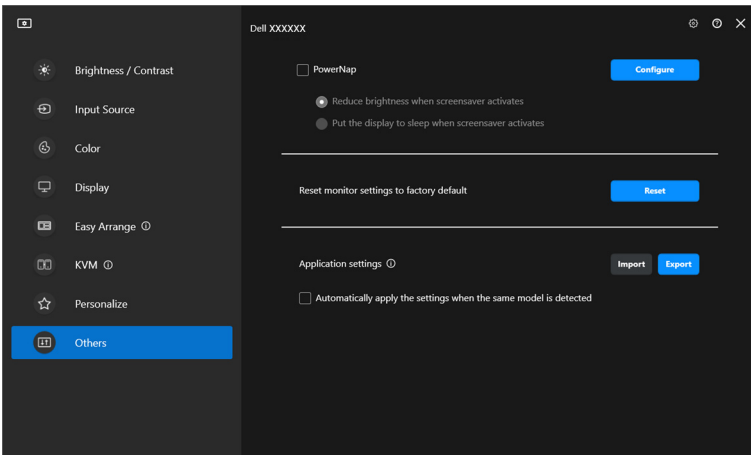 Dell XXXXXX
Brightness / Contrast
Input Source
Color
Display
Easy Arrange
KVM
Personalize
Others
PowerNap
Configure
Reduce brightness when screensaver activates
Put the display to sleep when screensaver activates
Reset monitor settings to factory default
Reset
Application settings
Import
Export
Automatically apply the settings when the same model is detected